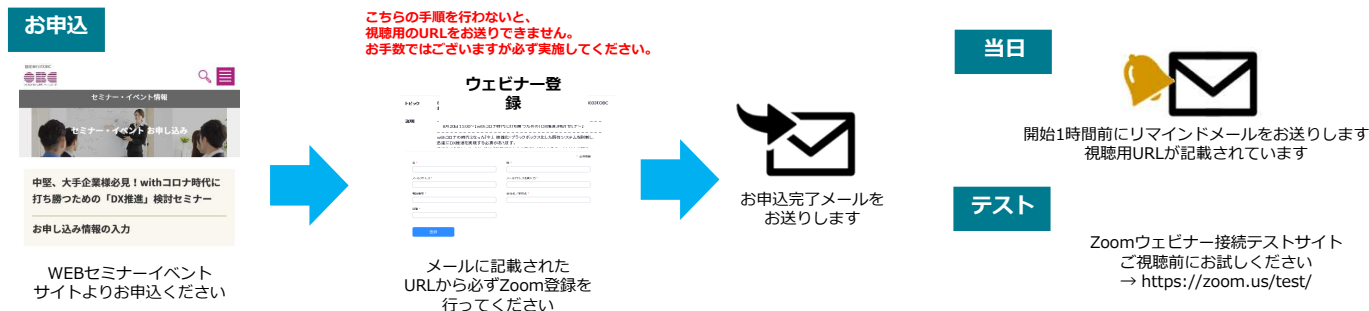 お申込
セミナー・イベント情報
セミナー・イベント お申し込み
中堅、大手企業様必見！withコロナ時代に
打ち勝つための「DX推進」検討セミナー
お申し込み情報の入力
WEBセミナーイベント
サイトよりお申込ください
こちらの手順を行わないと、
視聴用のURLをお送りできません。
お手数ではございますが必ず実施してください。
ウェビナー登
録
トピック
説明
メールに記載された
URLから必ずZoom登録を
行ってください
お申込完了メールを
お送りします
当日
開始1時間前にリマインドメールをお送りします
視聴用URLが記載されています
テスト
Zoomウェビナー接続テストサイト
ご視聴前にお試しください
→ https://zoom.us/test/